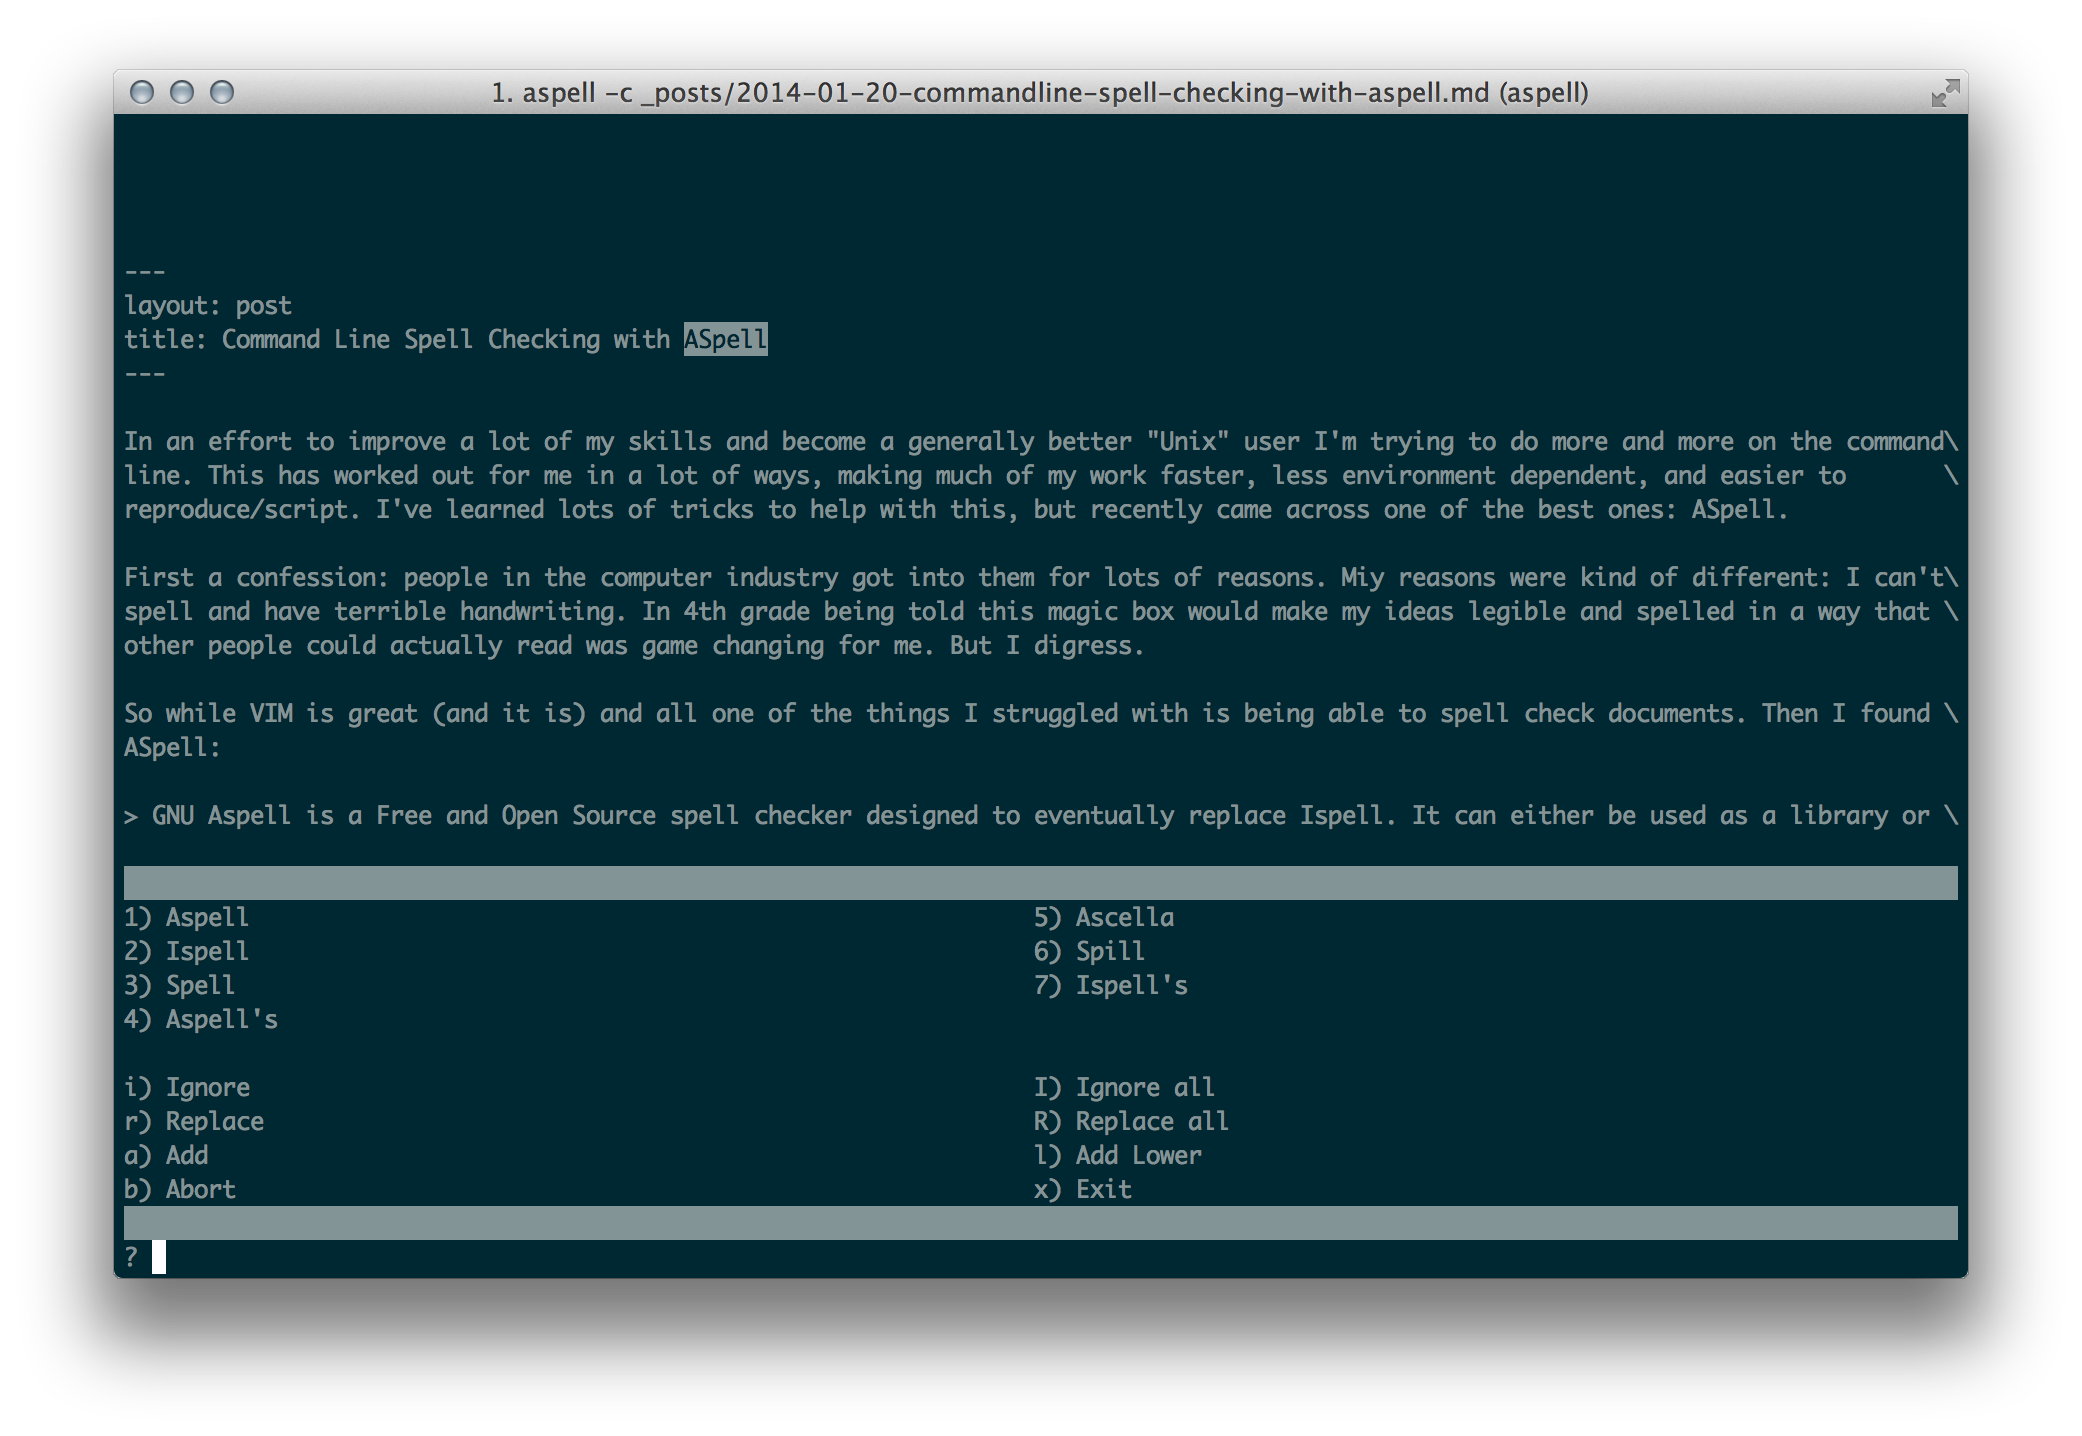 1. aspell -c _posts/2014-01-20-commandline-spell-checking-with-aspell.md (aspell)
---
layout: post
title: Command Line Spell Checking with ASpell
---
In an effort to improve a lot of my skills and become a generally better "Unix" user I'm trying to do more and more on the command\
line. This has worked out for me in a lot of ways, making much of my work faster, less environment dependent, and easier to \
reproduce/script. I've learned lots of tricks to help with this, but recently came across one of the best ones: ASpell.
First a confession: people in the computer industry got into them for lots of reasons. Miy reasons were kind of different: I can't\
spell and have terrible handwriting. In 4th grade being told this magic box would make my ideas legible and spelled in a way that \
other people could actually read was game changing for me. But I digress.
So while VIM is great (and it is) and all one of the things I struggled with is being able to spell check documents. Then I found \
ASpell:
> GNU Aspell is a Free and Open Source spell checker designed to eventually replace Ispell. It can either be used as a library or \
1) Aspell 5) Ascella
2) Ispell 6) Spill
3) Spell 7) Ispell's
4) Aspell's
i) Ignore I) Ignore all
r) Replace R) Replace all
a) Add l) Add Lower
b) Abort x) Exit
?